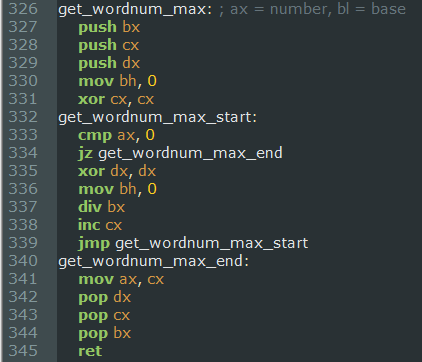 326 get_wordnum_max: ; ax = number, bl = base
327 push bx
328 push cx
329 push dx
330 mov bh, 0
331 xor cx, cx
332 get_wordnum_max_start:
333 cmp ax, 0
334 jz get_wordnum_max_end
335 xor dx, dx
336 mov bh, 0
337 div bx
338 inc cx
339 jmp get_wordnum_max_start
340 get_wordnum_max_end:
341 mov ax, cx
342 pop dx
343 pop cx
344 pop bx
345 ret